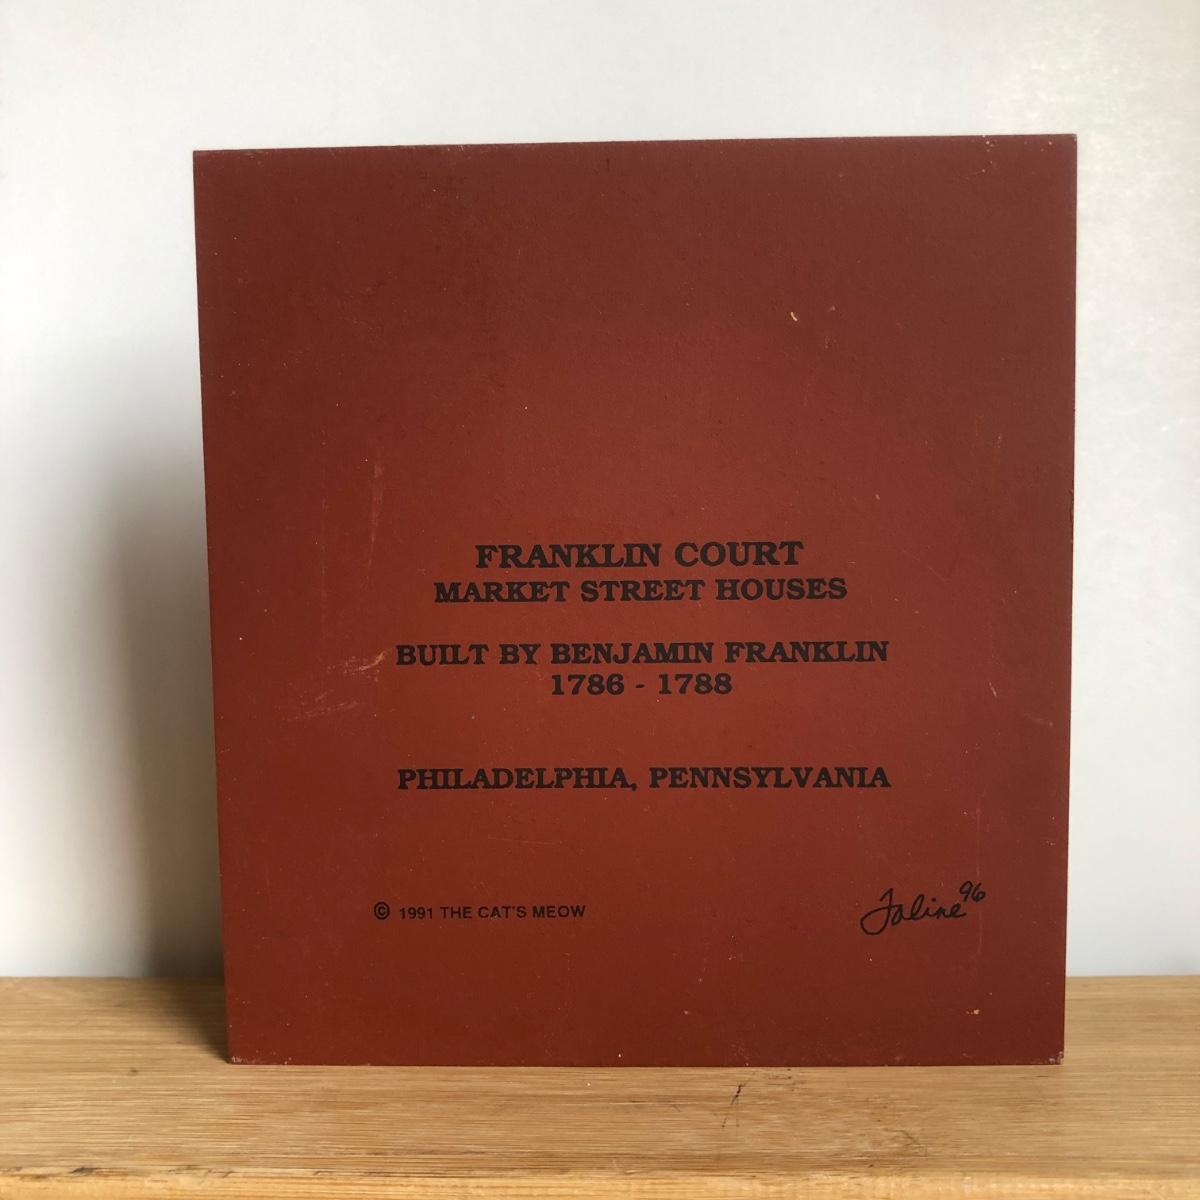 FRANKLIN COURT
MARKET STREET HOUSES
BUILT BY BENJAMIN FRANKLIN
1786 - 1788
PHILADELPHIA, PENNSYLVANIA
© 1991 THE CAT'S MEOW
Faline 96